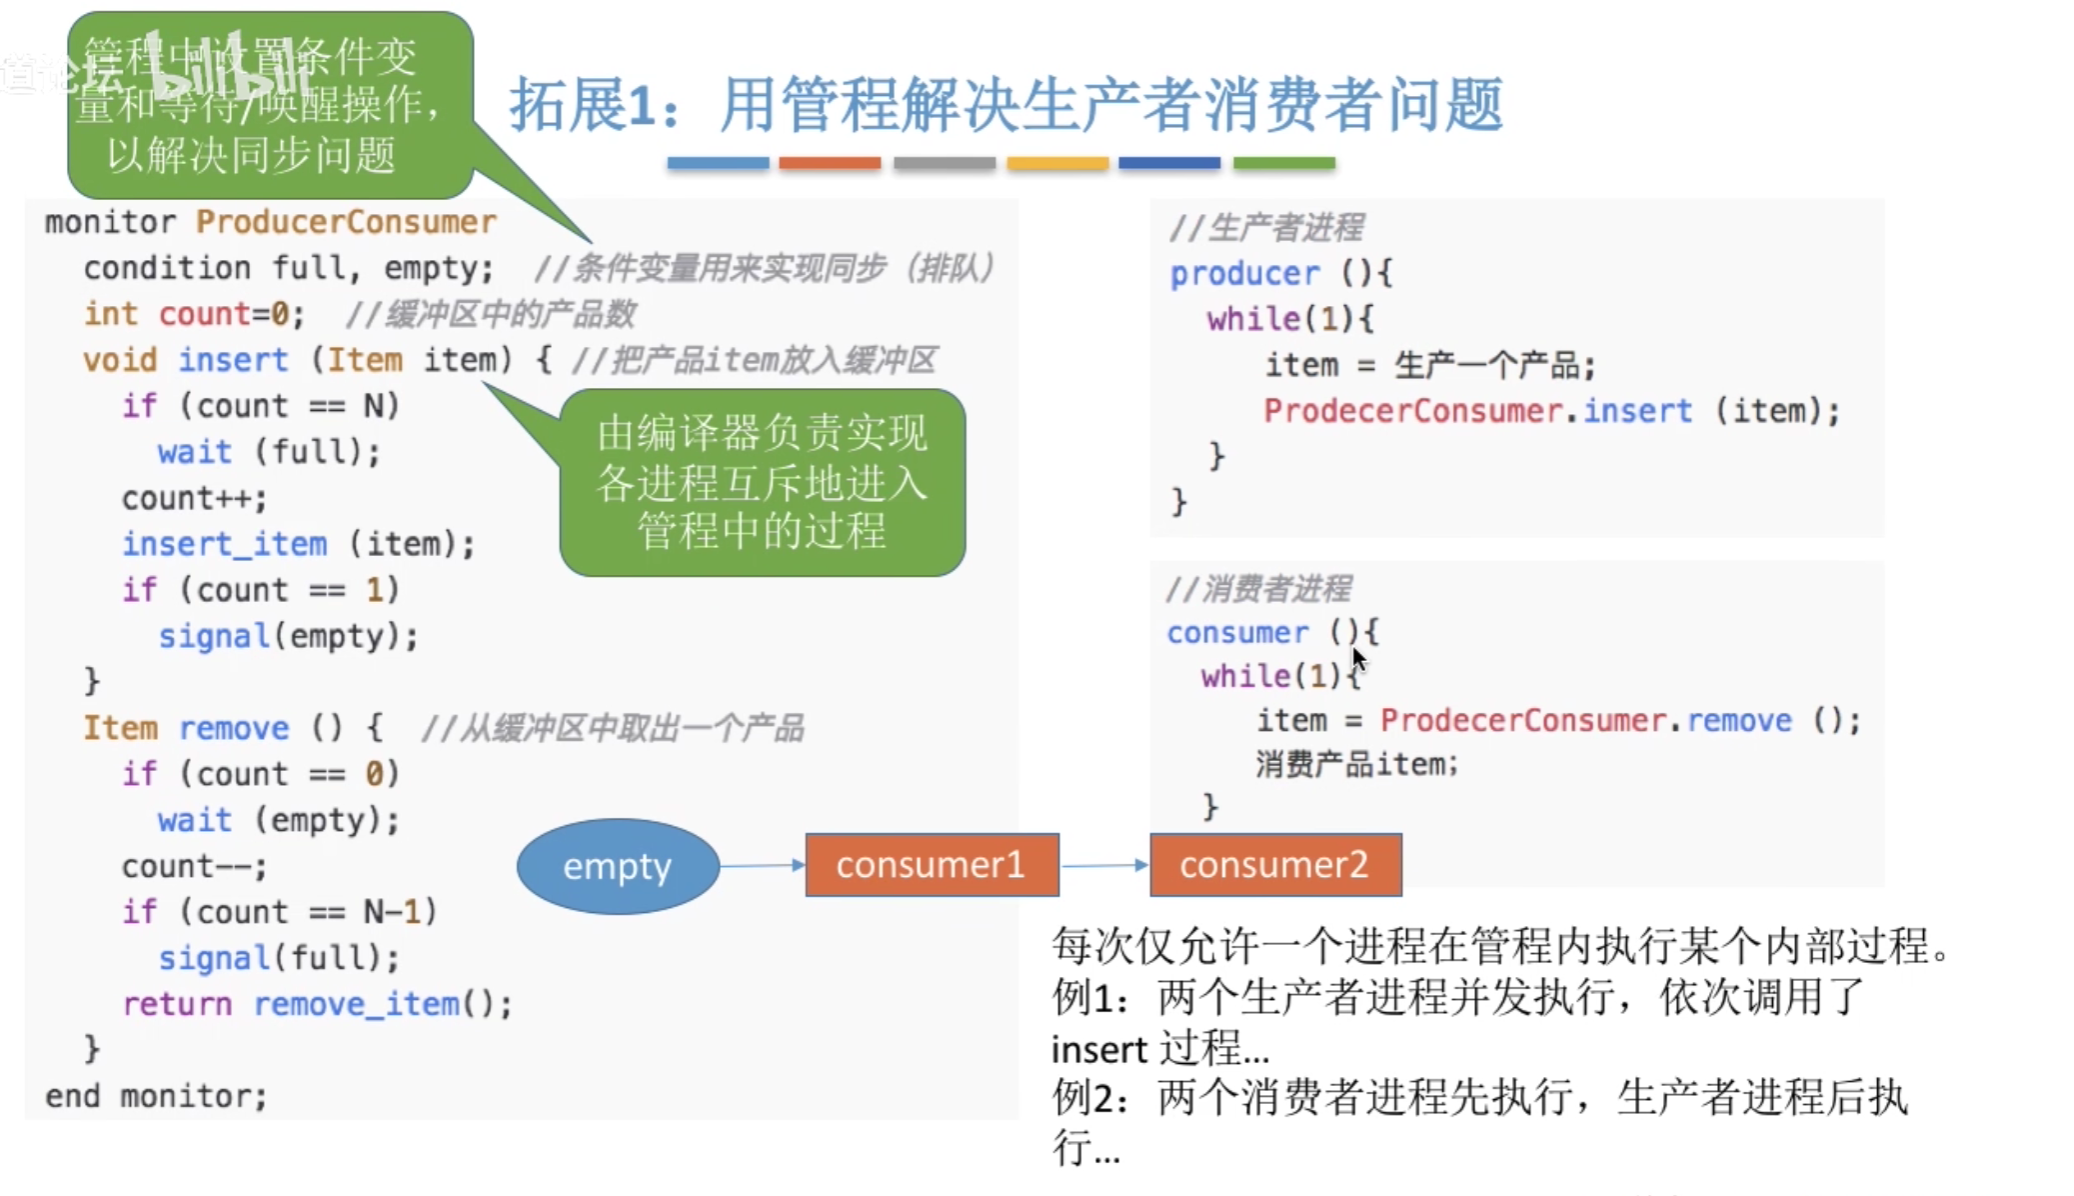 道论坛
bilibili
管程中设置条件变
量和等待/唤醒操作，
以解决同步问题
拓展1：用管程解决生产者消费者问题
monitor ProducerConsumer
condition full, empty; //条件变量用来实现同步（排队）
int count=0; //缓冲区中的产品数
void insert (Item item) { //把产品item放入缓冲区
if (count == N)
wait (full);
count++;
insert_item (item);
if (count == 1)
signal(empty);
}
Item remove () { //从缓冲区中取出一个产品
if (count == 0)
wait (empty);
count--;
if (count == N-1)
signal(full);
return remove_item();
}
end monitor;
由编译器负责实现
各进程互斥地进入
管程中的过程
//生产者进程
producer (){
while(1){
item = 生产一个产品;
ProdecerConsumer.insert (item);
}
}
//消费者进程
consumer (){
while(1){
item = ProdecerConsumer.remove ();
消费产品item;
}
empty
consumer1
consumer2
每次仅允许一个进程在管程内执行某个内部过程。
例1：两个生产者进程并发执行，依次调用了
insert 过程…
例2：两个消费者进程先执行，生产者进程后执
行…